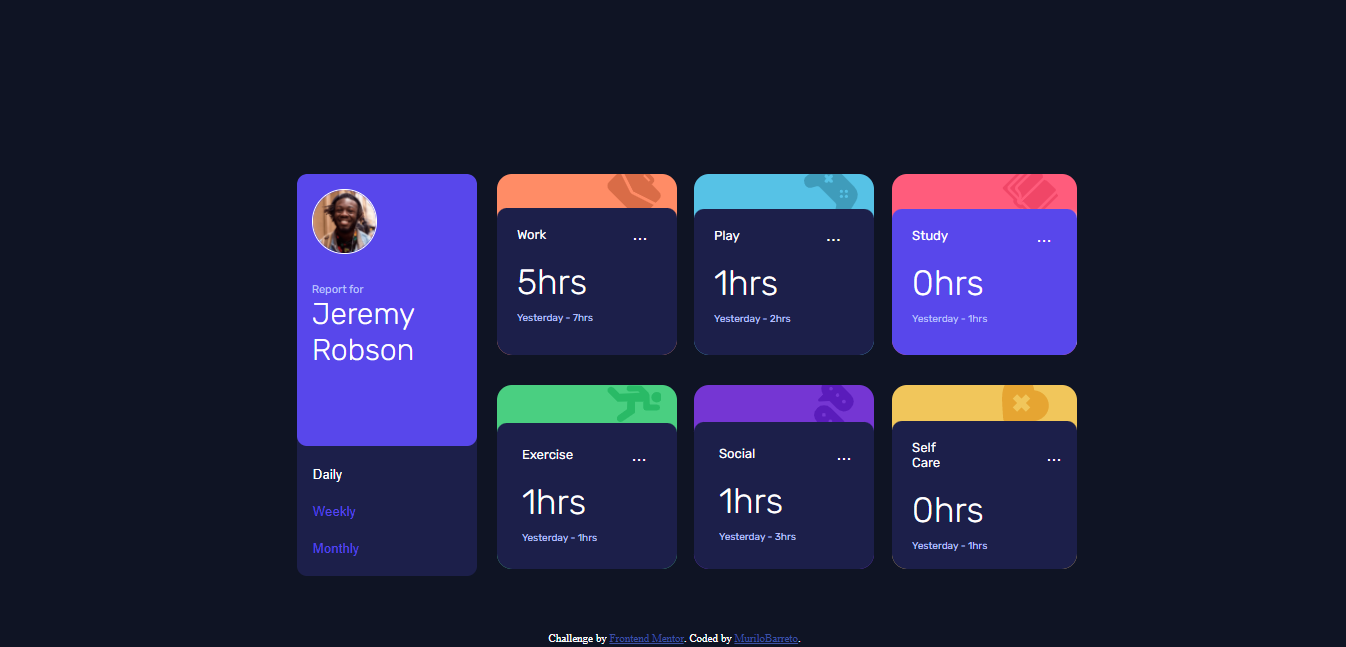 Report for
Jeremy
Robson
Daily
Weekly
Monthly
Work ...
5hrs
Yesterday - 7hrs
Play ...
1hrs
Yesterday - 2hrs
Study ...
0hrs
Yesterday - 1hrs
Exercise ...
1hrs
Yesterday - 1hrs
Social ...
1hrs
Yesterday - 3hrs
Self
Care ...
0hrs
Yesterday - 1hrs
Challenge by Frontend Mentor. Coded by MuriloBarreto.